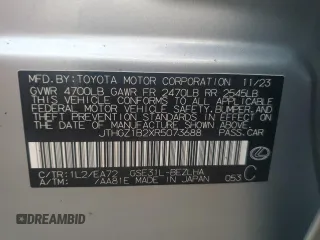 MFD. BY: TOYOTA MOTOR CORPORATION 11/23
GVWR 4700LB GAWR FR 2470LB RR 2545LB
THIS VEHICLE CONFORMS TO ALL APPLICABLE
FEDERAL MOTOR VEHICLE SAFETY, BUMPER, AND
THEFT PREVENTION STANDARDS IN EFFECT ON
THE DATE OF MANUFACTURE SHOWN ABOVE.
JTHGZ1B2XR5073688 PASS. CAR
C/TR: 1L2/EA72 GSE31L-BEZLHA
A/TM: /AA81E MADE IN JAPAN 053 C
DREAMBID